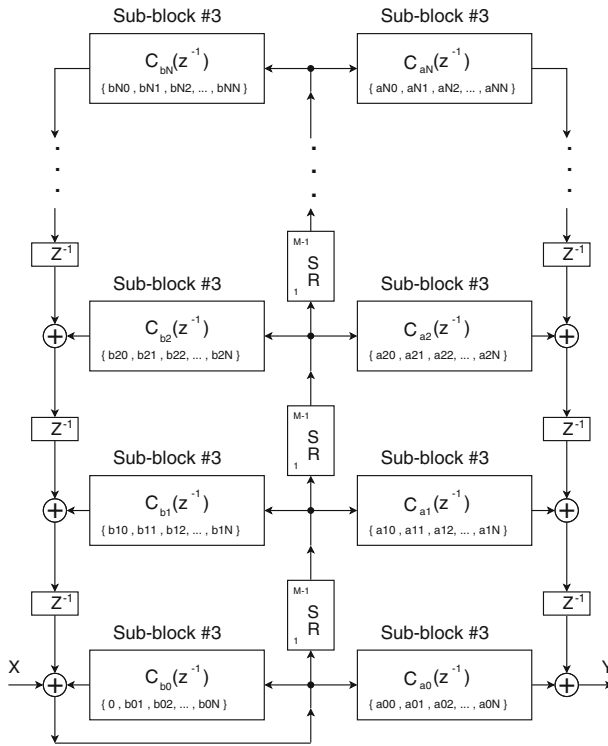 Sub-block #3 Sub-block #3
C_bN(z^-1) C_aN(z^-1)
{ bN0 , bN1 , bN2, ... , bNN } { aN0 , aN1 , aN2, ... , aNN }
. .
. . .
. . .
.
M-1
Z^-1 S Z^-1
R
1
Sub-block #3 Sub-block #3
C_b2(z^-1) C_a2(z^-1)
{ b20 , b21 , b22, ... , b2N } { a20 , a21 , a22, ... , a2N }
M-1
Z^-1 S Z^-1
R
1
Sub-block #3 Sub-block #3
C_b1(z^-1) C_a1(z^-1)
{ b10 , b11 , b12, ... , b1N } { a10 , a11 , a12, ... , a1N }
M-1
Z^-1 S Z^-1
R
1
Sub-block #3 Sub-block #3
X C_b0(z^-1) C_a0(z^-1) Y
{ 0 , b01 , b02, ... , b0N } { a00 , a01 , a02, ... , a0N }